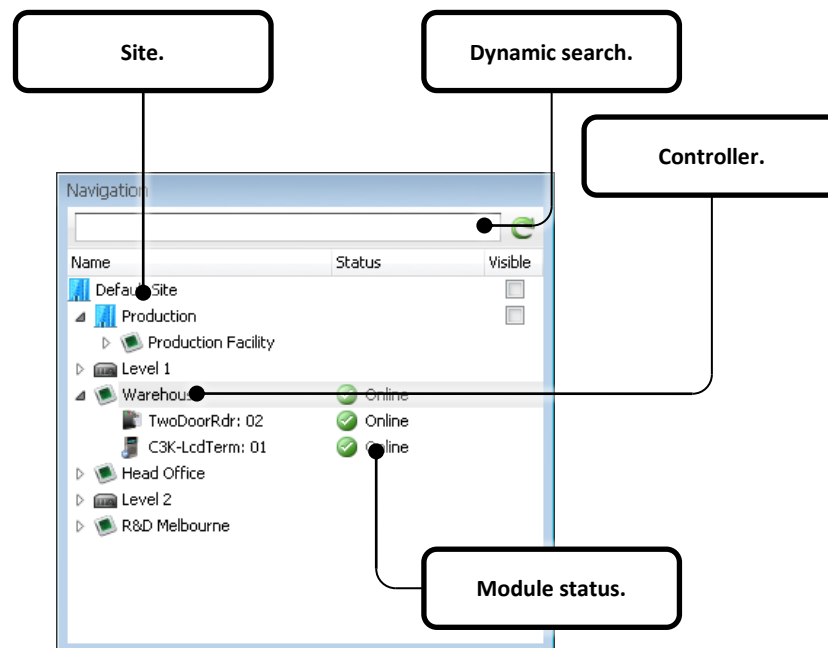 Site.
Dynamic search.
Controller.
Navigation
Name Status Visible
Default Site
Production
Production Facility
Level 1
Warehouse Online
TwoDoorRdr: 02 Online
C3K-LcdTerm: 01 Online
Head Office
Level 2
R&D Melbourne
Module status.